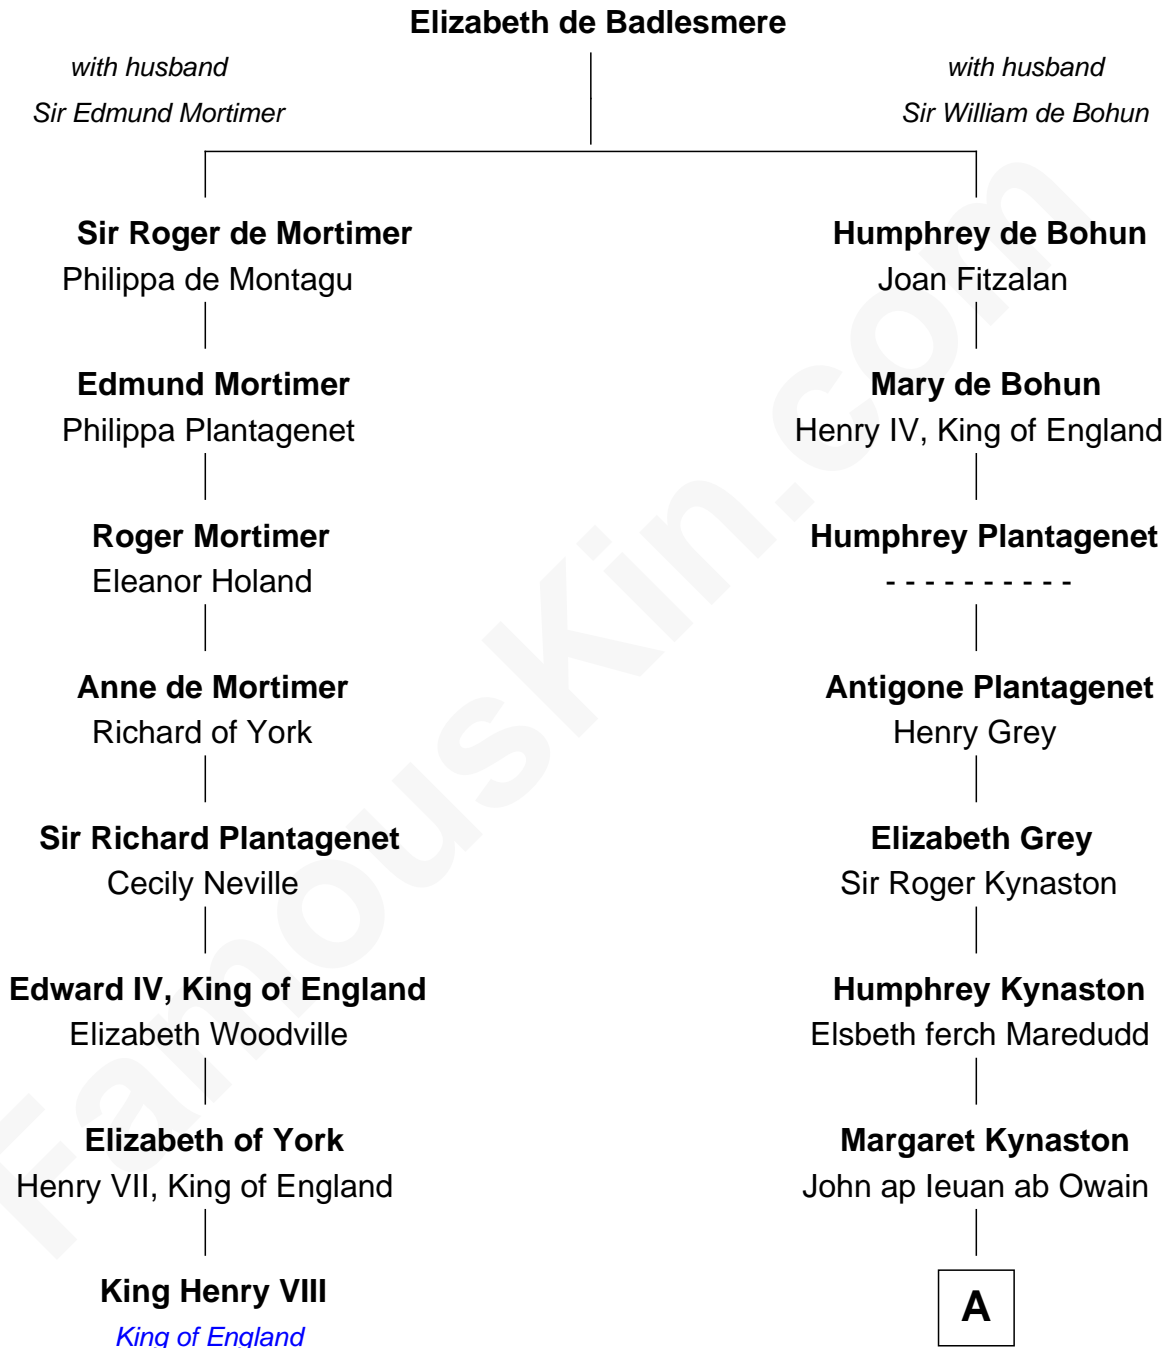 Elizabeth de Badlesmere
with husband
Sir Edmund Mortimer
with husband
Sir William de Bohun
Sir Roger de Mortimer
Philippa de Montagu
Humphrey de Bohun
Joan Fitzalan
Edmund Mortimer
Philippa Plantagenet
Mary de Bohun
Henry IV, King of England
Roger Mortimer
Eleanor Holand
Humphrey Plantagenet
- - - - - - - - - -
Anne de Mortimer
Richard of York
Antigone Plantagenet
Henry Grey
Sir Richard Plantagenet
Cecily Neville
Elizabeth Grey
Sir Roger Kynaston
Edward IV, King of England
Elizabeth Woodville
Humphrey Kynaston
Elsbeth ferch Maredudd
Elizabeth of York
Henry VII, King of England
Margaret Kynaston
John ap Ieuan ab Owain
King Henry VIII
King of England
A
FamousKin.com